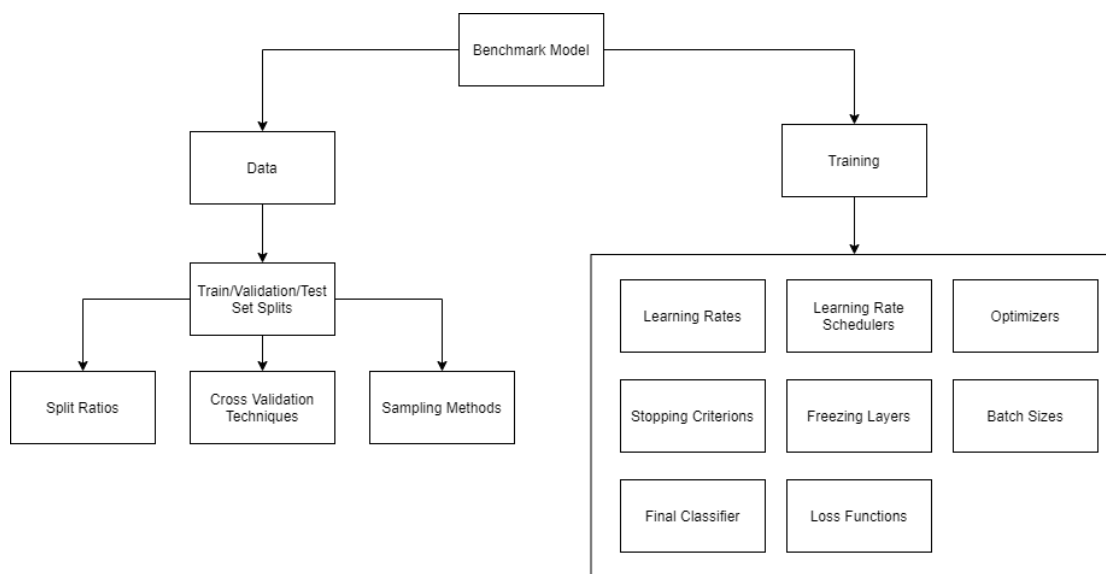 Benchmark Model
Data
Training
Train/Validation/Test
Set Splits
Split Ratios
Cross Validation
Techniques
Sampling Methods
Learning Rates
Learning Rate
Schedulers
Optimizers
Stopping Criterions
Freezing Layers
Batch Sizes
Final Classifier
Loss Functions